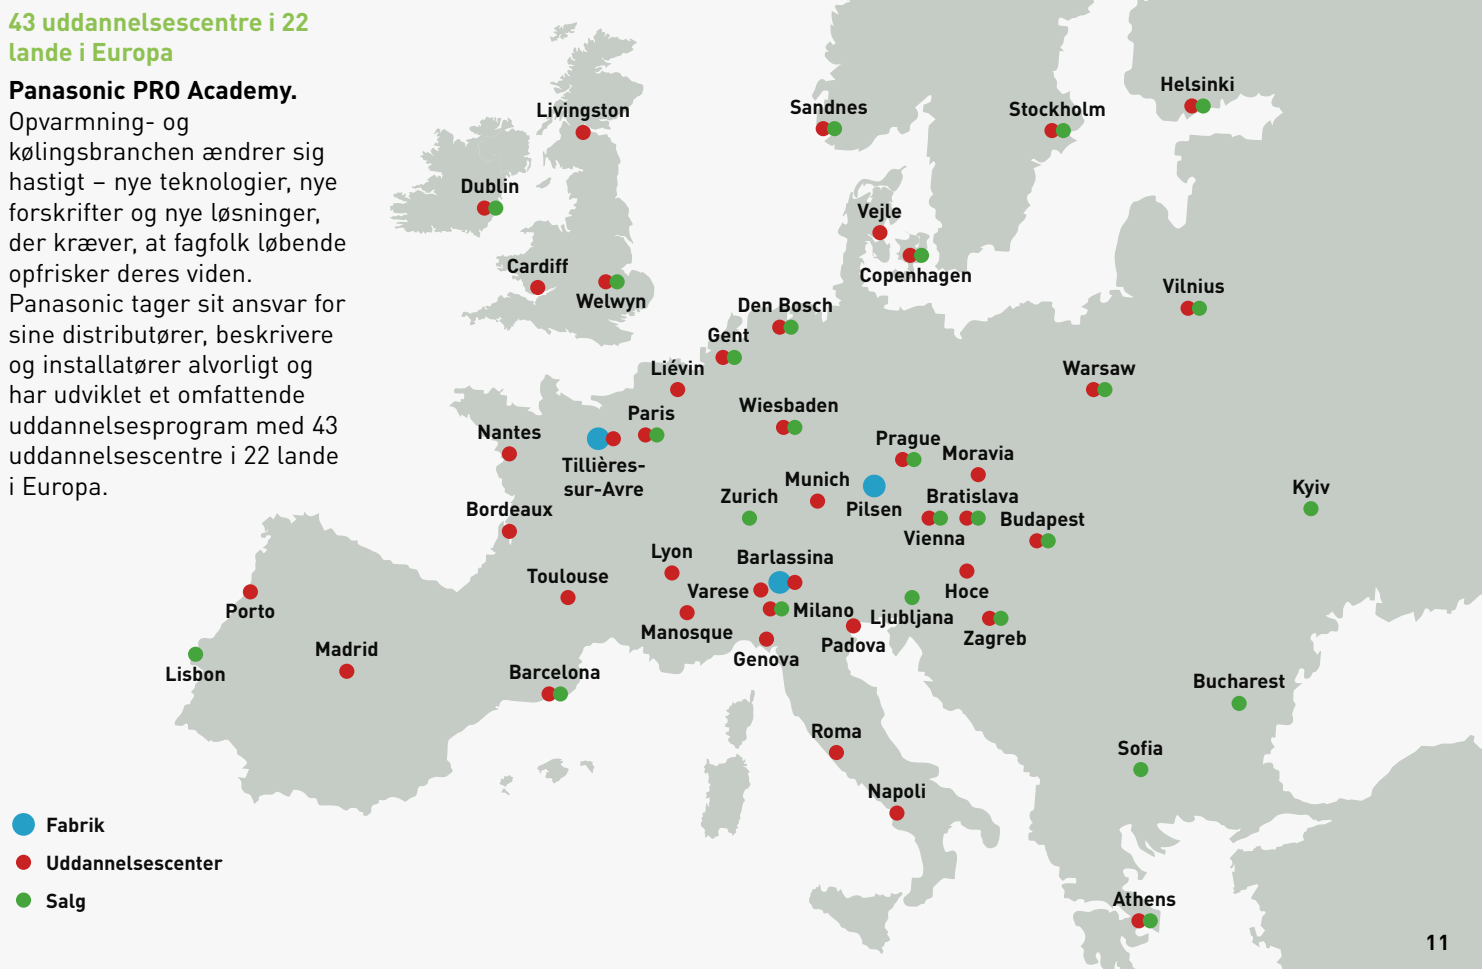 43 uddannelsescentre i 22
lande i Europa
Panasonic PRO Academy.
Opvarmning- og
kølingsbranchen ændrer sig
hastigt – nye teknologier, nye
forskrifter og nye løsninger,
der kræver, at fagfolk løbende
opfrisker deres viden.
Panasonic tager sit ansvar for
sine distributører, beskrivere
og installatører alvorligt og
har udviklet et omfattende
uddannelsesprogram med 43
uddannelsescentre i 22 lande
i Europa.
Helsinki
Livingston
Sandnes
Stockholm
Dublin
Vejle
Cardiff
Copenhagen
Welwyn
Vilnius
Den Bosch
Gent
Liévin
Warsaw
Paris
Wiesbaden
Nantes
Prague
Moravia
Tillières-
sur-Avre
Munich
Zurich
Pilsen
Bratislava
Kyiv
Bordeaux
Budapest
Vienna
Lyon
Barlassina
Toulouse
Varese
Hoce
Porto
Milano
Ljubljana
Manosque
Padova
Zagreb
Madrid
Genova
Lisbon
Barcelona
Bucharest
Roma
Sofia
Napoli
Fabrik
Uddannelsescenter
Salg
Athens
11